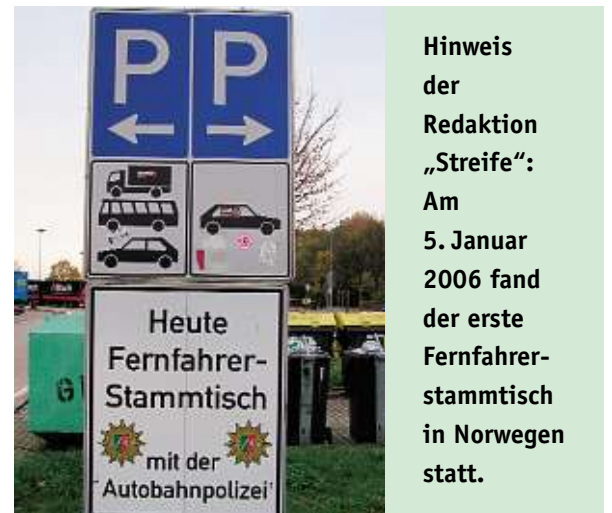 P P
Heute
Fernfahrer-
Stammtisch
mit der
Autobahnpolizei
Hinweis
der
Redaktion
„Streife“:
Am
5. Januar
2006 fand
der erste
Fernfahrer-
stammtisch
in Norwegen
statt.